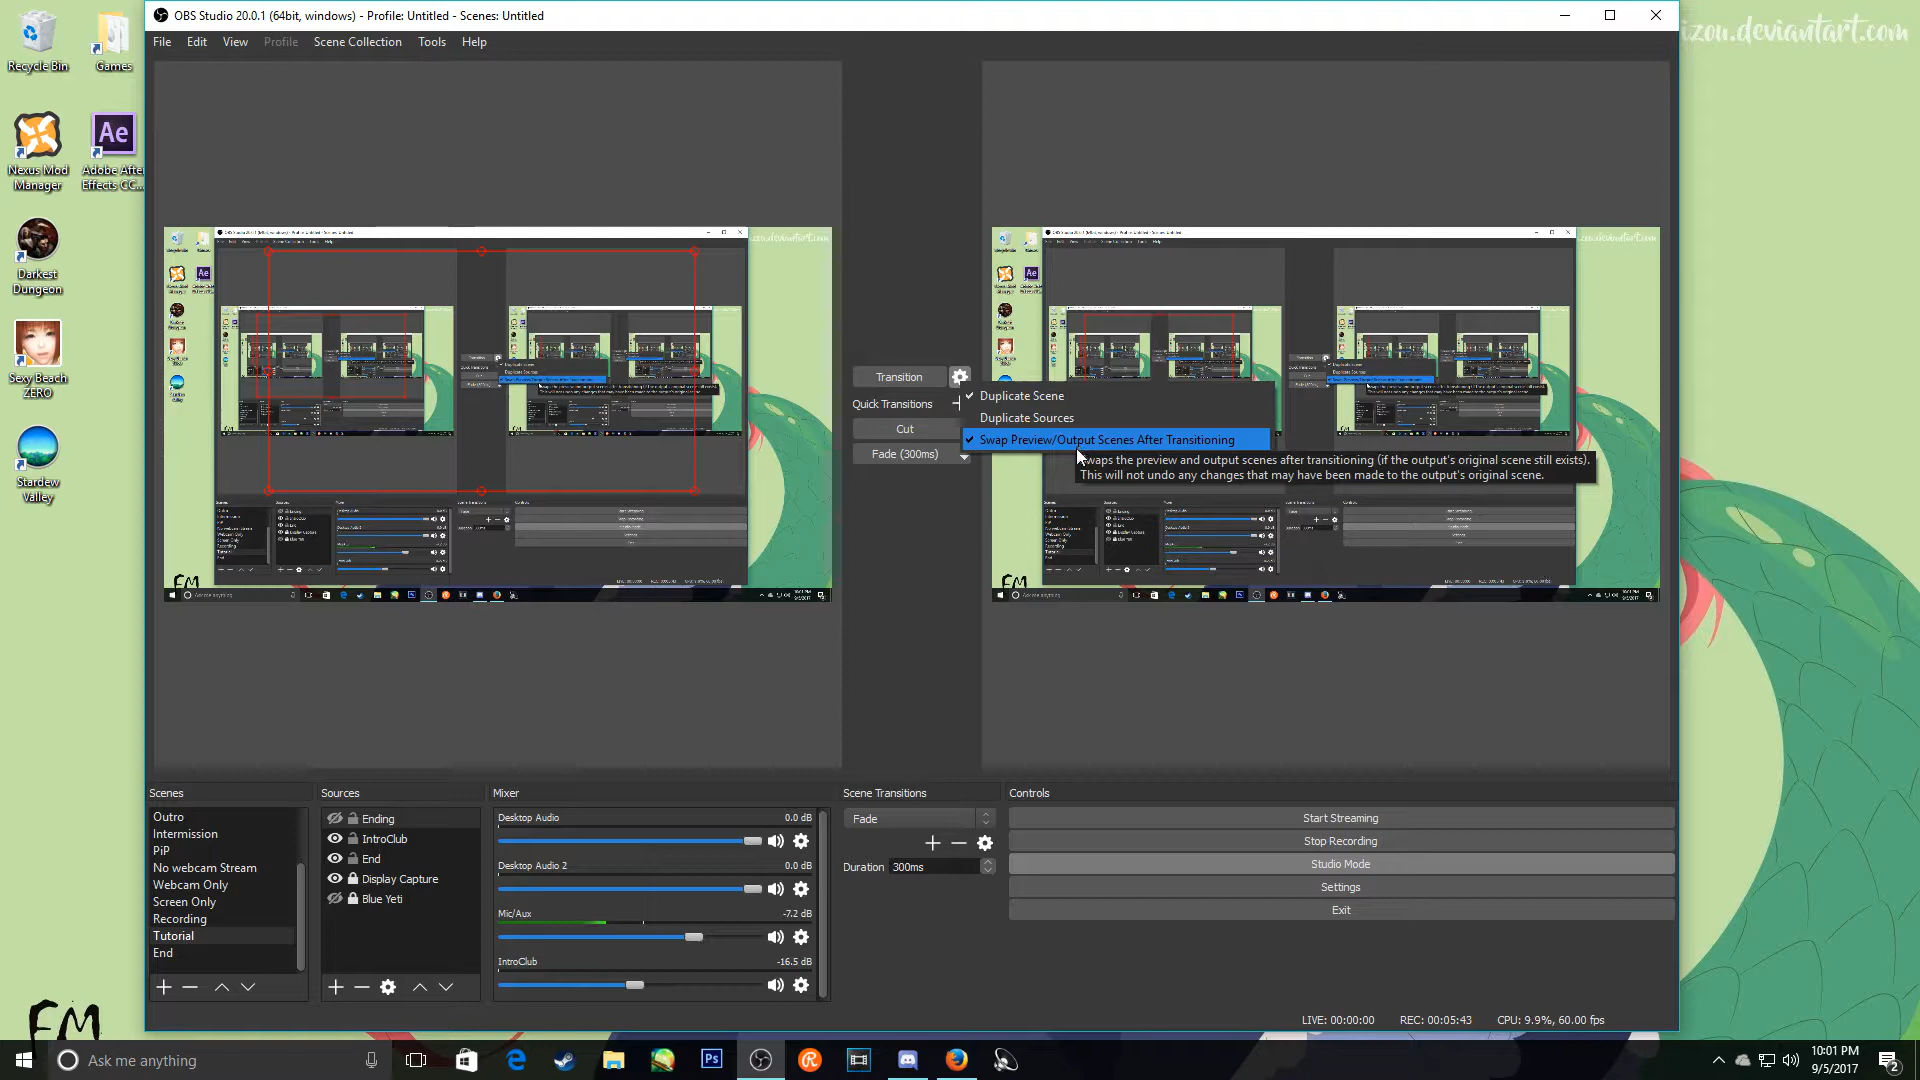 OBS Studio 20.0.1 (64bit, windows) - Profile: Untitled - Scenes: Untitled
File Edit View Profile Scene Collection Tools Help
izou.deviantart.com
Recycle Bin
Games
Nexus Mod
Manager
Adobe After
Effects CC...
Darkest
Dungeon
Sexy Beach
ZERO
Stardew
Valley
Transition
Quick Transitions
Cut
Fade (300ms)
Duplicate Scene
Duplicate Sources
Swap Preview/Output Scenes After Transitioning
waps the preview and output scenes after transitioning (if the output's original scene still exists).
This will not undo any changes that may have been made to the output's original scene.
Scenes
Outro
Intermission
PiP
No webcam Stream
Webcam Only
Screen Only
Recording
Tutorial
End
Sources
Ending
IntroClub
End
Display Capture
Blue Yeti
Mixer
Desktop Audio 0.0 dB
Desktop Audio 2 0.0 dB
Mic/Aux -7.2 dB
IntroClub -16.5 dB
Scene Transitions
Fade
Duration 300ms
Controls
Start Streaming
Stop Recording
Studio Mode
Settings
Exit
LIVE: 00:00:00 REC: 00:05:43 CPU: 9.9%, 60.00 fps
FM
Ask me anything
10:01 PM
9/5/2017
2